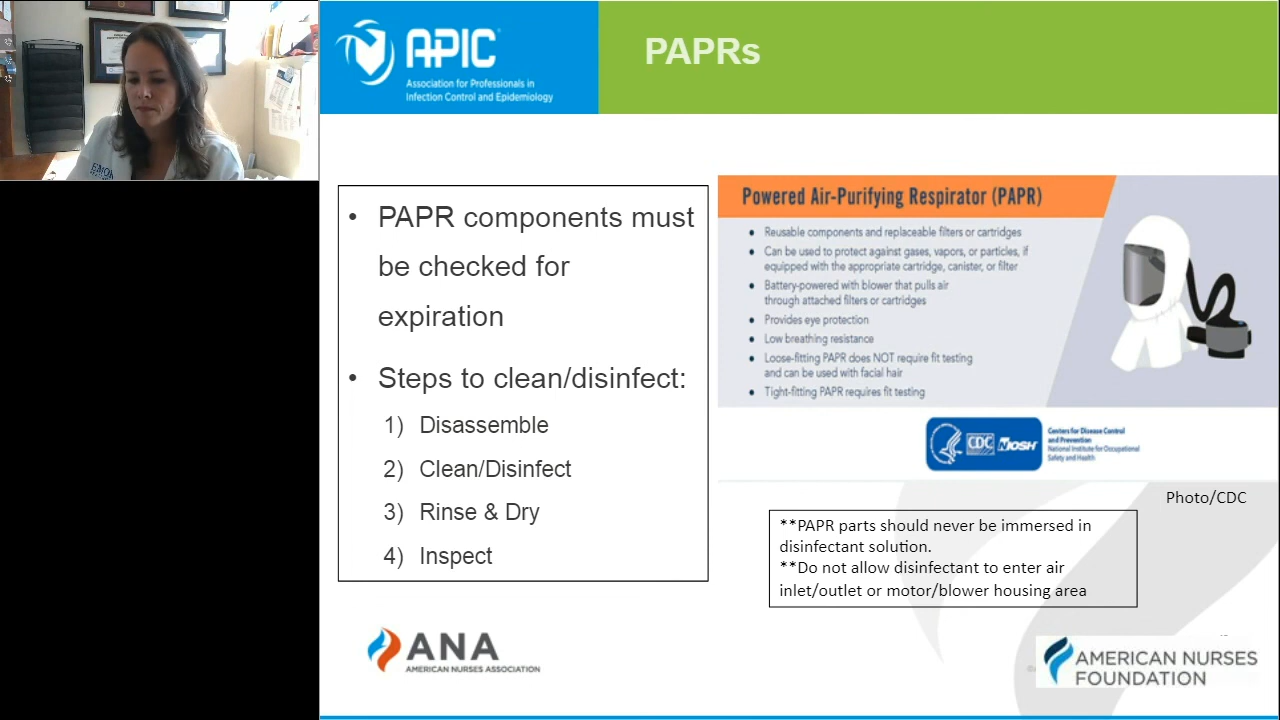 APIC
Association for Professionals in
Infection Control and Epidemiology
PAPRs
• PAPR components must
be checked for
expiration
• Steps to clean/disinfect:
1) Disassemble
2) Clean/Disinfect
3) Rinse & Dry
4) Inspect
Powered Air-Purifying Respirator (PAPR)
• Reusable components and replaceable filters or cartridges
• Can be used to protect against gases, vapors, or particles, if
equipped with the appropriate cartridge, canister, or filter
• Battery-powered with blower that pulls air
through attached filters or cartridges
• Provides eye protection
• Low breathing resistance
• Loose-fitting PAPR does NOT require fit testing
and can be used with facial hair
• Tight-fitting PAPR requires fit testing
CDC NIOSH
Centers for Disease Control
and Prevention
National Institute for Occupational
Safety and Health
Photo/CDC
**PAPR parts should never be immersed in
disinfectant solution.
**Do not allow disinfectant to enter air
inlet/outlet or motor/blower housing area
ANA
AMERICAN NURSES ASSOCIATION
AMERICAN NURSES
FOUNDATION